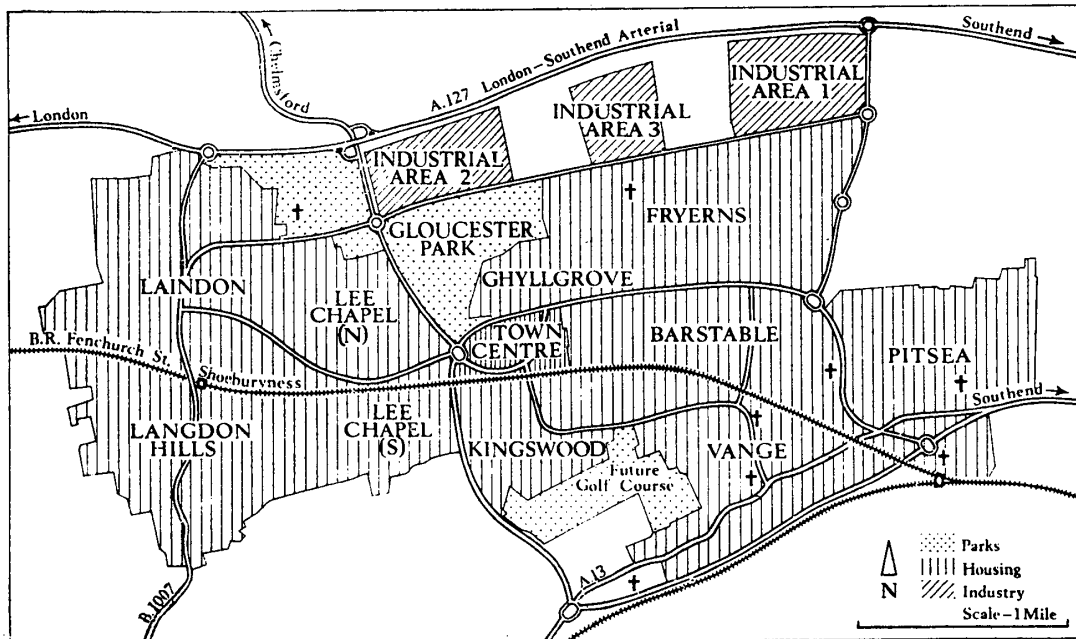 Southend
Chelmsford
A.127 London-Southend Arterial
INDUSTRIAL
AREA 1
London
INDUSTRIAL
AREA 3
INDUSTRIAL
AREA 2
FRYERNS
GLOUCESTER
PARK
GHYLLGROVE
LAINDON
LEE
CHAPEL
(N)
TOWN
CENTRE
BARSTABLE
B.R. Fenchurch St.
PITSEA
Shoeburyness
Southend
LANGDON
HILLS
LEE
CHAPEL
(S)
KINGSWOOD
VANGE
Future
Golf Course
A.13
B.1007
N
Parks
Housing
Industry
Scale-1 Mile